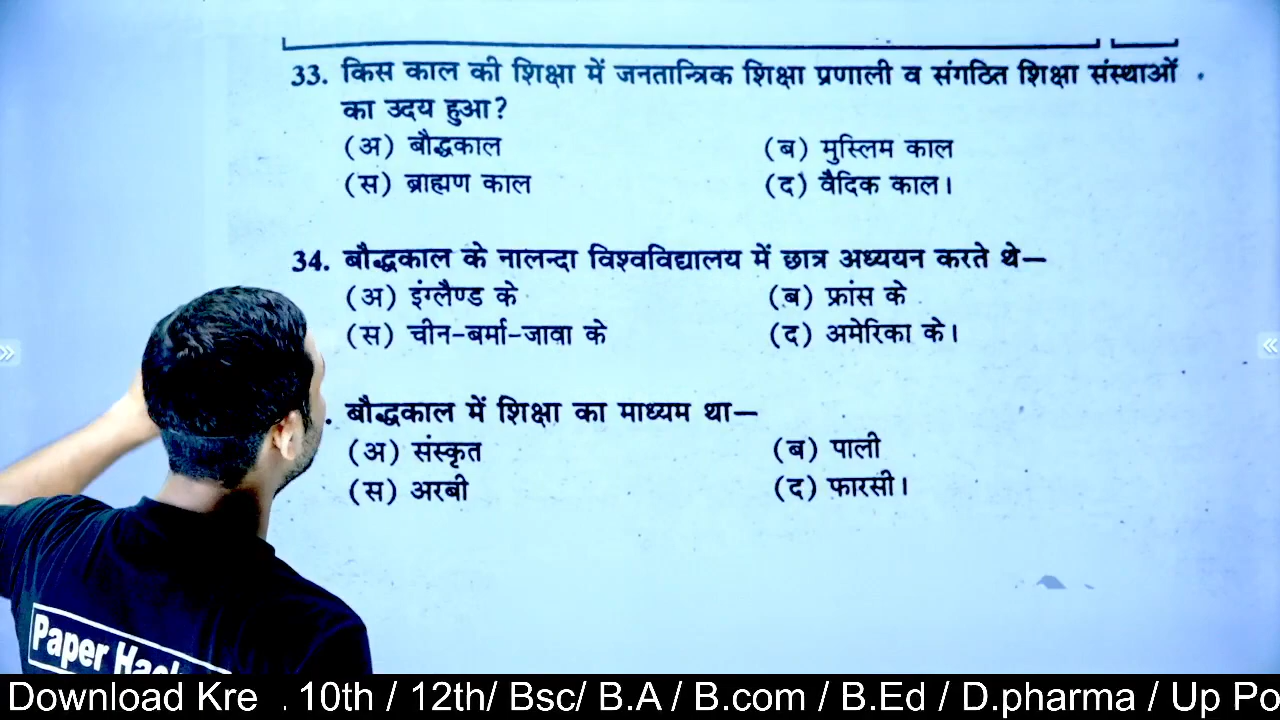 33. किस काल की शिक्षा में जनतान्त्रिक शिक्षा प्रणाली व संगठित शिक्षा संस्थाओं
का उदय हुआ?
(अ) बौद्धकाल (ब) मुस्लिम काल
(स) ब्राह्मण काल (द) वैदिक काल।
34. बौद्धकाल के नालन्दा विश्वविद्यालय में छात्र अध्ययन करते थे—
(अ) इंग्लैण्ड के (ब) फ्रांस के
(स) चीन-बर्मा-जावा के (द) अमेरिका के।
. बौद्धकाल में शिक्षा का माध्यम था—
(अ) संस्कृत (ब) पाली
(स) अरबी (द) फारसी।
Paper
Download Kre . 10th / 12th/ Bsc/ B.A / B.com / B.Ed / D.pharma / Up Po